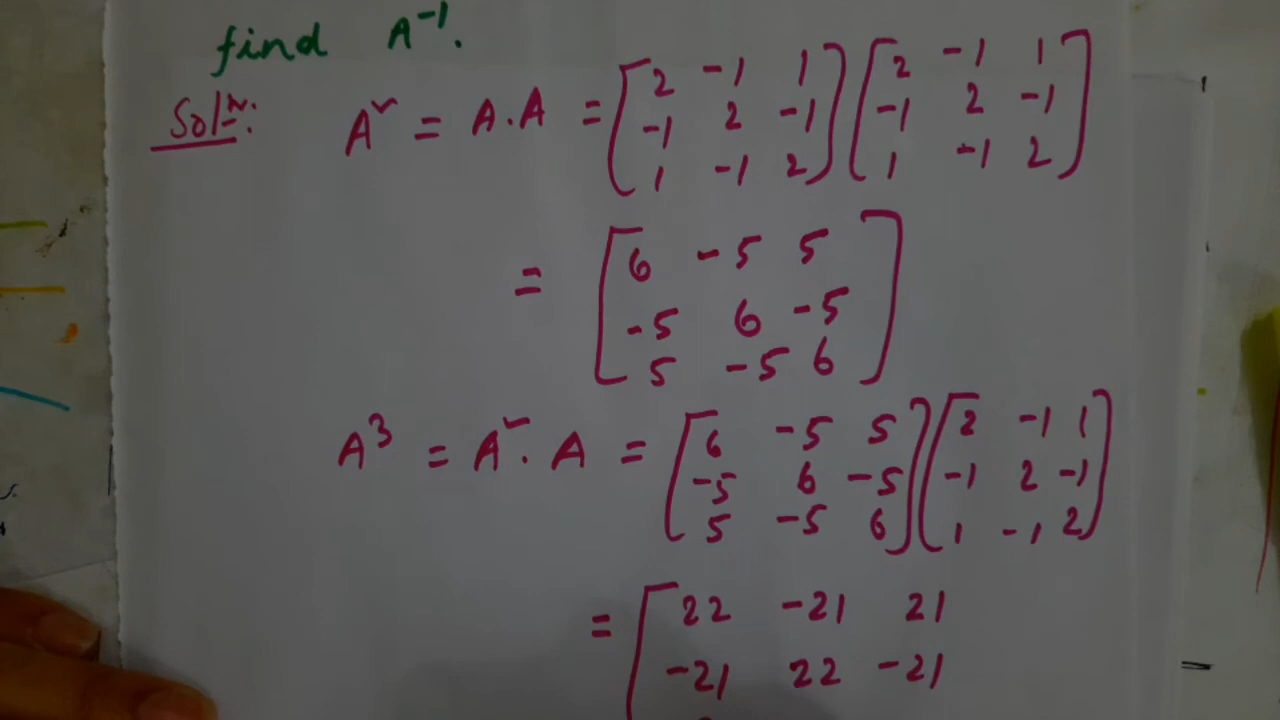 find A⁻¹.
Solⁿ: A² = A.A = [2 -1 1 [2 -1 1
-1 2 -1 -1 2 -1
1 -1 2] 1 -1 2]
= [6 -5 5
-5 6 -5
5 -5 6]
A³ = A². A = [6 -5 5 [2 -1 1
-5 6 -5 -1 2 -1
5 -5 6] 1 -1 2]
= [22 -21 21
-21 22 -21